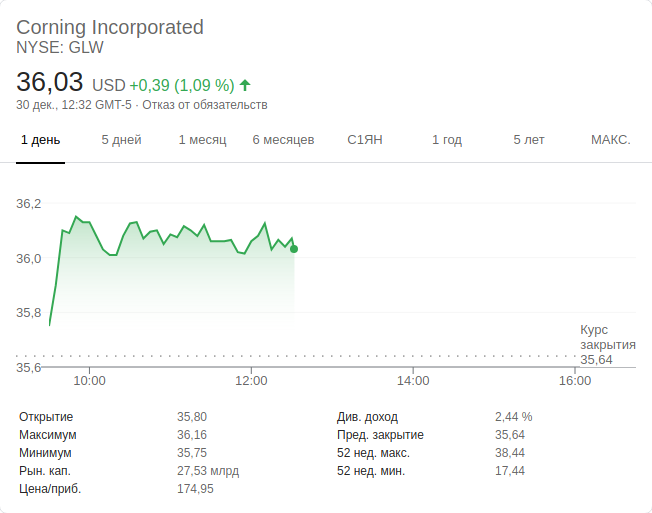 Corning Incorporated
NYSE: GLW
36,03 USD +0,39 (1,09 %)
30 дек., 12:32 GMT-5 · Отказ от обязательств
1 день 5 дней 1 месяц 6 месяцев С1ЯН 1 год 5 лет МАКС.
36,2
36,0
35,8
Курс
закрытия
35,64
35,6
10:00 12:00 14:00 16:00
Открытие 35,80 Див. доход 2,44 %
Максимум 36,16 Пред. закрытие 35,64
Минимум 35,75 52 нед. макс. 38,44
Рын. кап. 27,53 млрд 52 нед. мин. 17,44
Цена/приб. 174,95